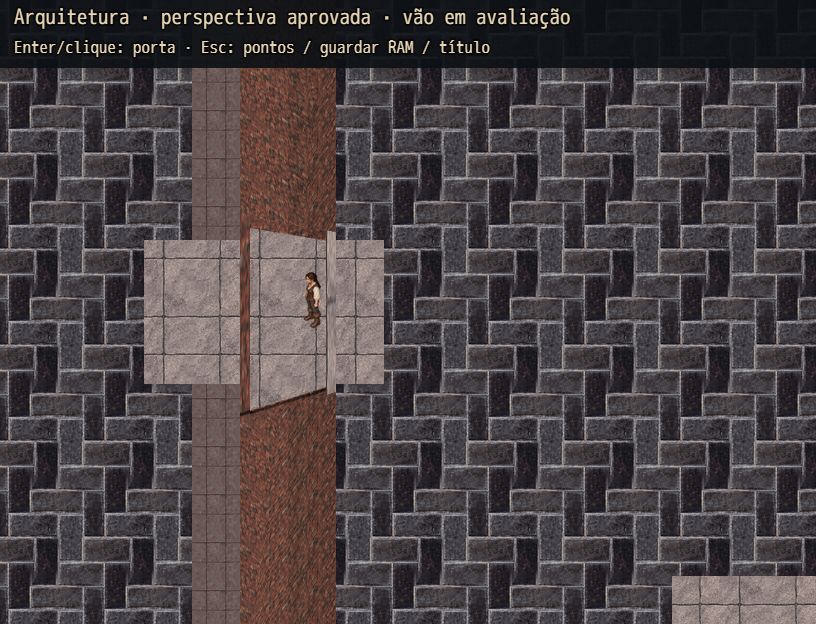 Arquitetura · perspectiva aprovada · vão em avaliação
Enter/clique: porta · Esc: pontos / guardar RAM / título